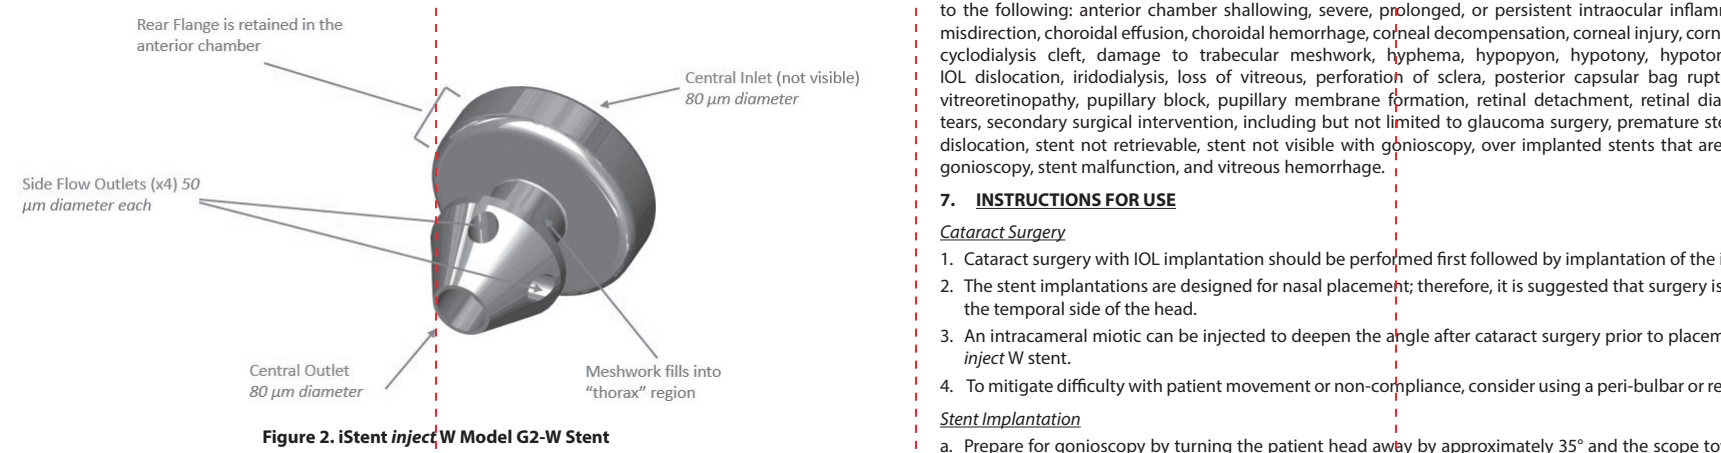 Rear Flange is retained in the
anterior chamber
Central Inlet (not visible)
80 µm diameter
Side Flow Outlets (x4) 50
µm diameter each
Central Outlet
80 µm diameter
Meshwork fills into
“thorax” region
Figure 2. iStent inject W Model G2-W Stent
to the following: anterior chamber shallowing, severe, prolonged, or persistent intraocular
misdirection, choroidal effusion, choroidal hemorrhage, corneal decompensation, corneal injury,
cyclodialysis cleft, damage to trabecular meshwork, hyphema, hypopyon, hypotony,
IOL dislocation, iridodialysis, loss of vitreous, perforation of sclera, posterior capsular bag
vitreoretinopathy, pupillary block, pupillary membrane formation, retinal detachment, retinal
tears, secondary surgical intervention, including but not limited to glaucoma surgery, premature
dislocation, stent not retrievable, stent not visible with gonioscopy, over implanted stents that are
gonioscopy, stent malfunction, and vitreous hemorrhage.
7. INSTRUCTIONS FOR USE
Cataract Surgery
1. Cataract surgery with IOL implantation should be performed first followed by implantation of the
2. The stent implantations are designed for nasal placement; therefore, it is suggested that surgery is
the temporal side of the head.
3. An intracameral miotic can be injected to deepen the angle after cataract surgery prior to
inject W stent.
4. To mitigate difficulty with patient movement or non-compliance, consider using a peri-bulbar or
Stent Implantation
a. Prepare for gonioscopy by turning the patient head away by approximately 35° and the scope